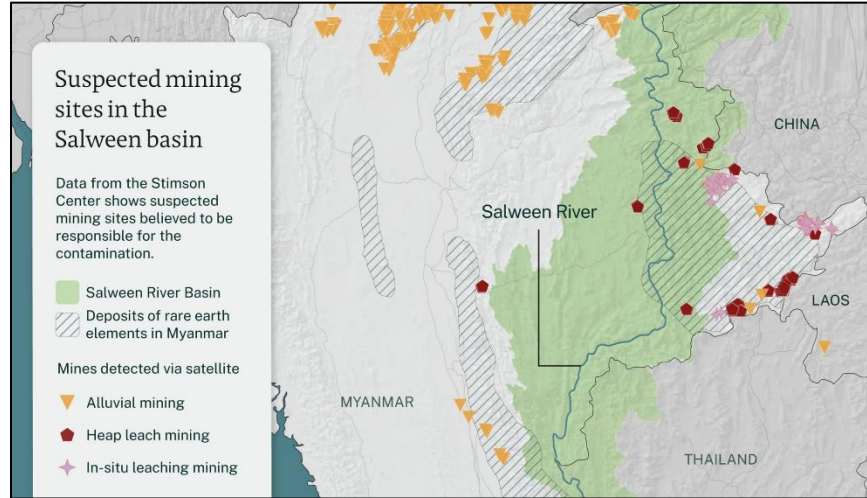 Suspected mining
sites in the
Salween basin
Data from the Stimson
Center shows suspected
mining sites believed to be
responsible for the
contamination.
Salween River Basin
Deposits of rare earth
elements in Myanmar
Mines detected via satellite
Alluvial mining
Heap leach mining
In-situ leaching mining
CHINA
Salween River
LAOS
MYANMAR
THAILAND